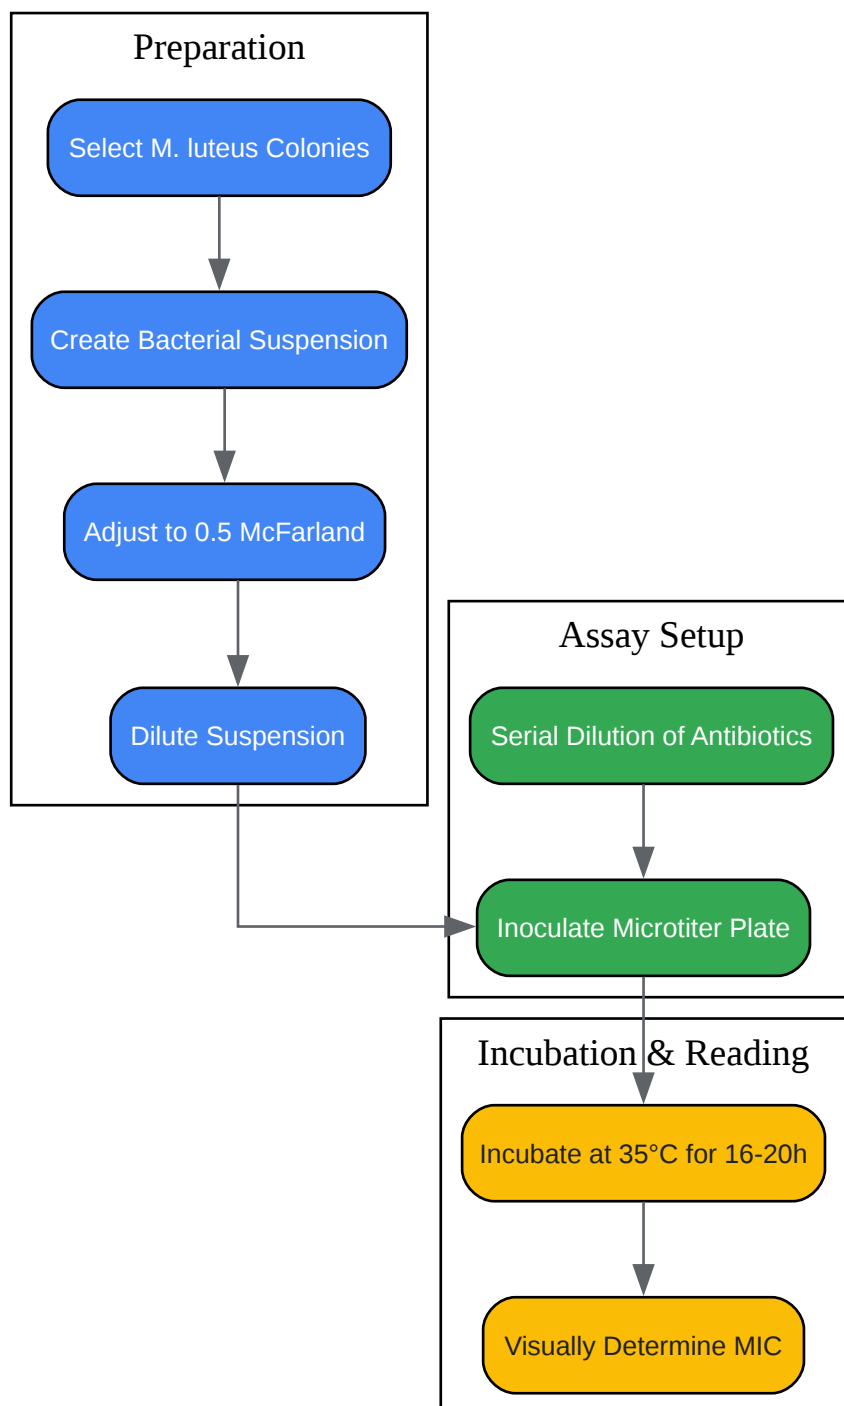 Preparation
Select M. luteus Colonies
Create Bacterial Suspension
Adjust to 0.5 McFarland
Dilute Suspension
Assay Setup
Serial Dilution of Antibiotics
Inoculate Microtiter Plate
Incubation & Reading
Incubate at 35°C for 16-20h
Visually Determine MIC